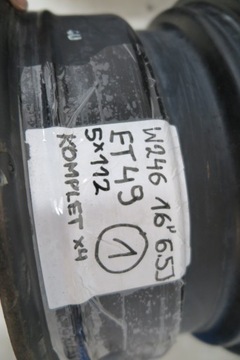 W246 16" 6.5J
ET49
5x112 1
KOMPLET x4